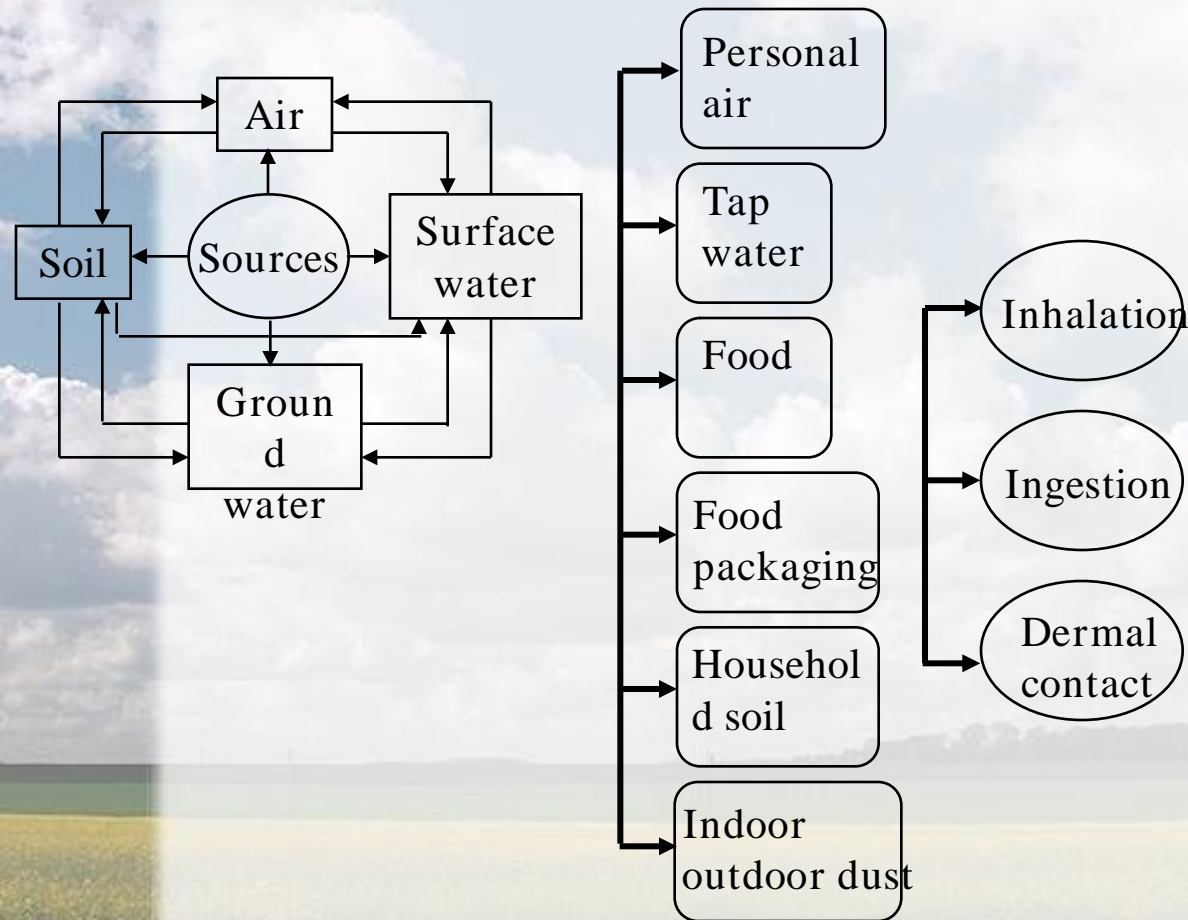 Air
Soil
Sources
Surface
water
Groun
d
water
Personal
air
Tap
water
Food
Food
packaging
Househol
d soil
Indoor
outdoor dust
Inhalation
Ingestion
Dermal
contact